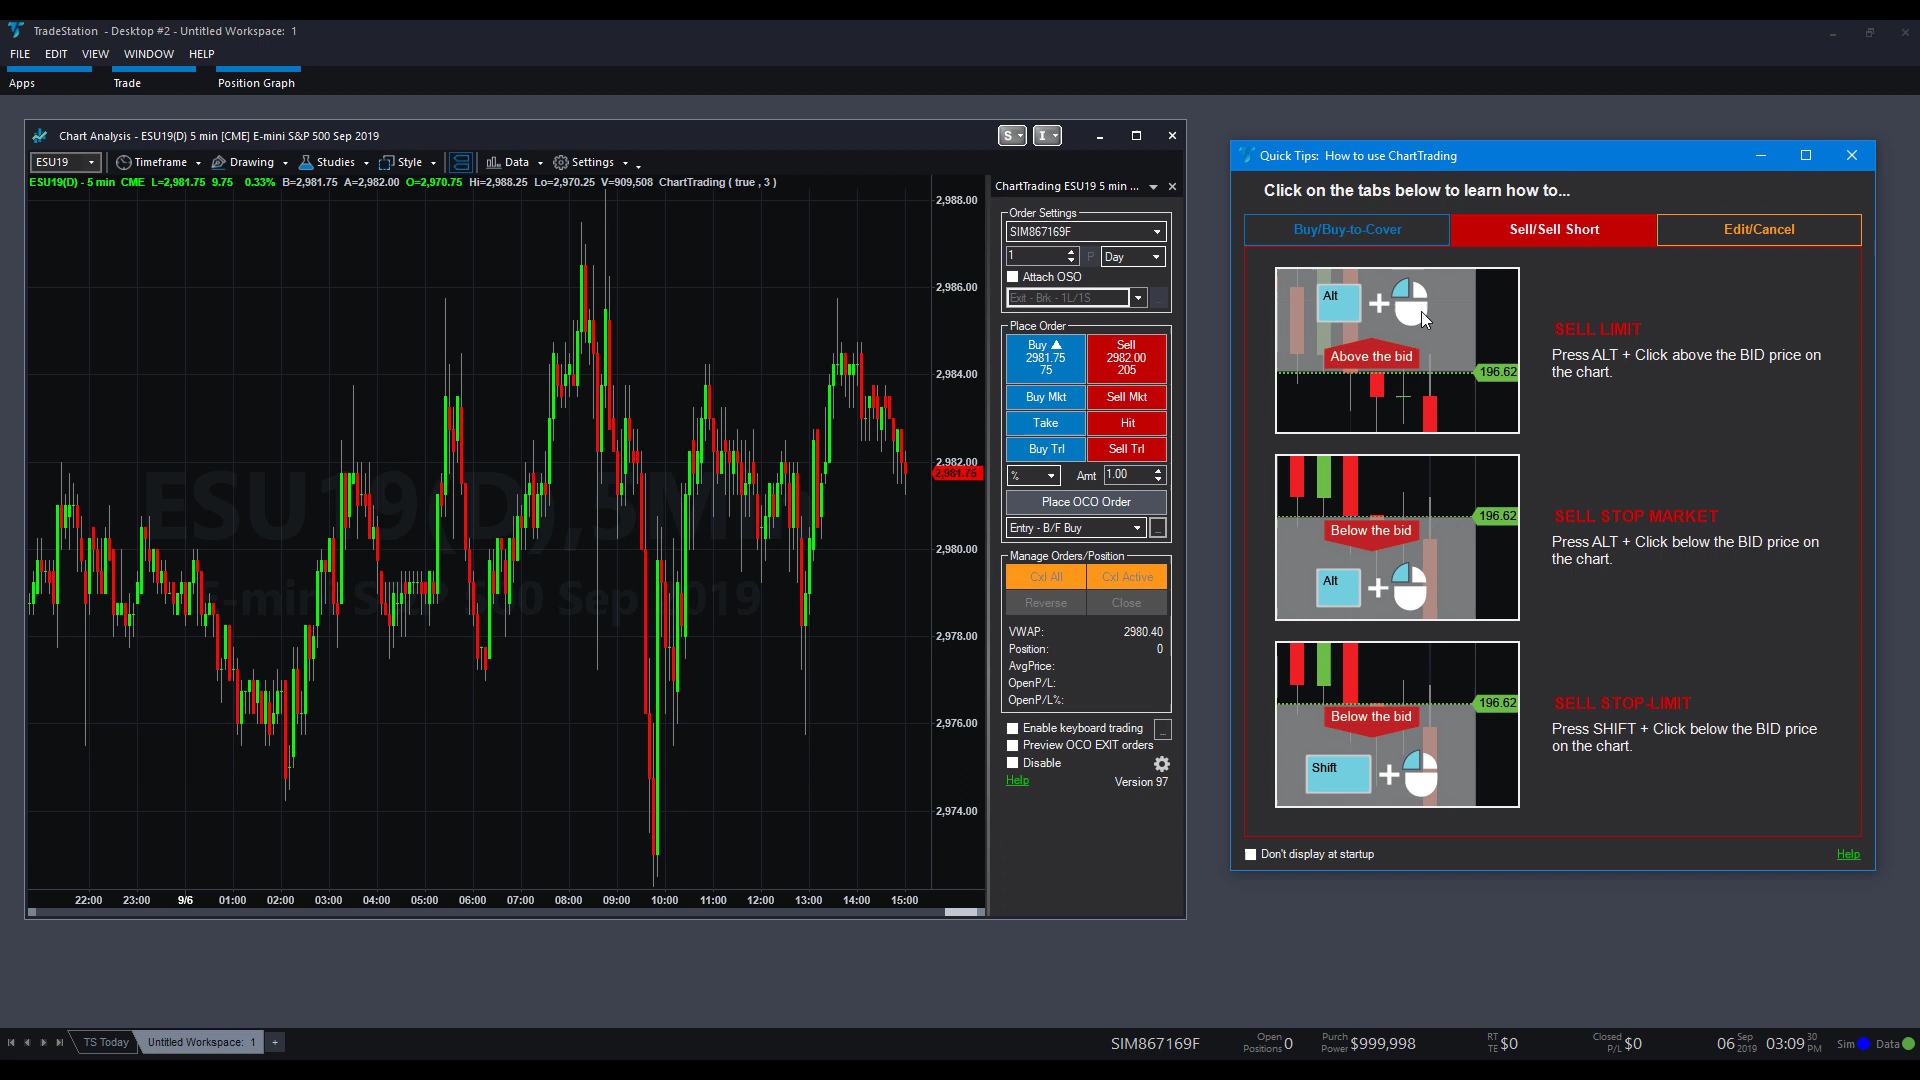 TradeStation - Desktop #2 - Untitled Workspace: 1
FILE EDIT VIEW WINDOW HELP
Apps Trade Position Graph
Chart Analysis - ESU19(D) 5 min [CME] E-mini S&P 500 Sep 2019
S I
ESU19 Timeframe Drawing Studies Style Data Settings
ESU19(D) - 5 min CME L=2,981.75 9.75 0.33% B=2,981.75 A=2,982.00 O=2,970.75 Hi=2,988.25 Lo=2,970.25 V=909,508 ChartTrading ( true , 3 )
2,988.00
2,986.00
2,984.00
2,982.00
2,981.75
2,980.00
2,978.00
2,976.00
2,974.00
ESU19(D),5Min
E-mini S&P 500 Sep 2019
22:00 23:00 9/6 01:00 02:00 03:00 04:00 05:00 06:00 07:00 08:00 09:00 10:00 11:00 12:00 13:00 14:00 15:00
ChartTrading ESU19 5 min ...
Order Settings
SIM867169F
1 P Day
Attach OSO
Exit - Brk - 1L/1S
Place Order
Buy Sell
2981.75 2982.00
75 205
Buy Mkt Sell Mkt
Take Hit
Buy Trl Sell Trl
% Amt 1.00
Place OCO Order
Entry - B/F Buy ...
Manage Orders/Position
Cxl All Cxl Active
Reverse Close
VWAP: 2980.40
Position: 0
AvgPrice:
OpenP/L:
OpenP/L%:
Enable keyboard trading ...
Preview OCO EXIT orders
Disable
Help Version 97
Quick Tips: How to use ChartTrading
Click on the tabs below to learn how to...
Buy/Buy-to-Cover Sell/Sell Short Edit/Cancel
Alt +
Above the bid
196.62
SELL LIMIT
Press ALT + Click above the BID price on
the chart.
196.62
Below the bid
Alt +
SELL STOP MARKET
Press ALT + Click below the BID price on
the chart.
196.62
Below the bid
Shift +
SELL STOP-LIMIT
Press SHIFT + Click below the BID price
on the chart.
Don't display at startup Help
TS Today Untitled Workspace: 1 +
SIM867169F
Open Positions 0
Purch Power $999,998
RT TE $0
Closed P/L $0
06 Sep 2019 03:09 30 PM
Sim Data